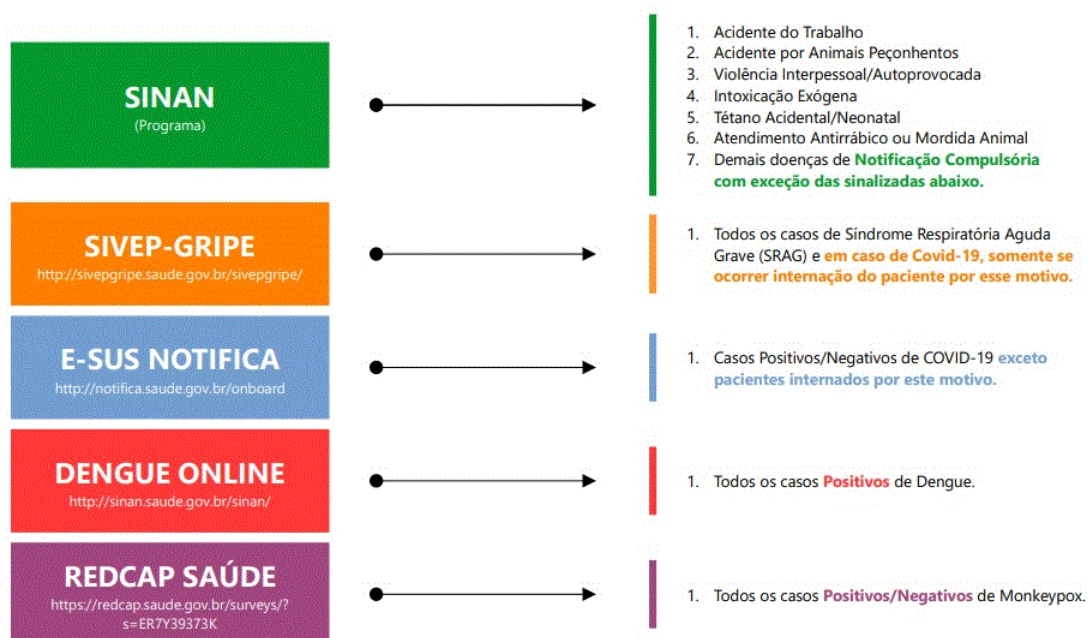 SINAN
(Programa)
1. Acidente do Trabalho
2. Acidente por Animais Peçonhentos
3. Violência Interpessoal/Autoprovocada
4. Intoxicação Exógena
5. Tétano Acidental/Neonatal
6. Atendimento Antirrábico ou Mordida Animal
7. Demais doenças de Notificação Compulsória
com exceção das sinalizadas abaixo.
SIVEP-GRIPE
http://sivepgripe.saude.gov.br/sivepgripe/
1. Todos os casos de Síndrome Respiratória Aguda
Grave (SRAG) e em caso de Covid-19, somente se
ocorrer internação do paciente por esse motivo.
E-SUS NOTIFICA
http://notifica.saude.gov.br/onboard
1. Casos Positivos/Negativos de COVID-19 exceto
pacientes internados por este motivo.
DENGUE ONLINE
http://sinan.saude.gov.br/sinan/
1. Todos os casos Positivos de Dengue.
REDCAP SAÚDE
https://redcap.saude.gov.br/surveys/?
s=ER7Y39373K
1. Todos os casos Positivos/Negativos de Monkeypox.